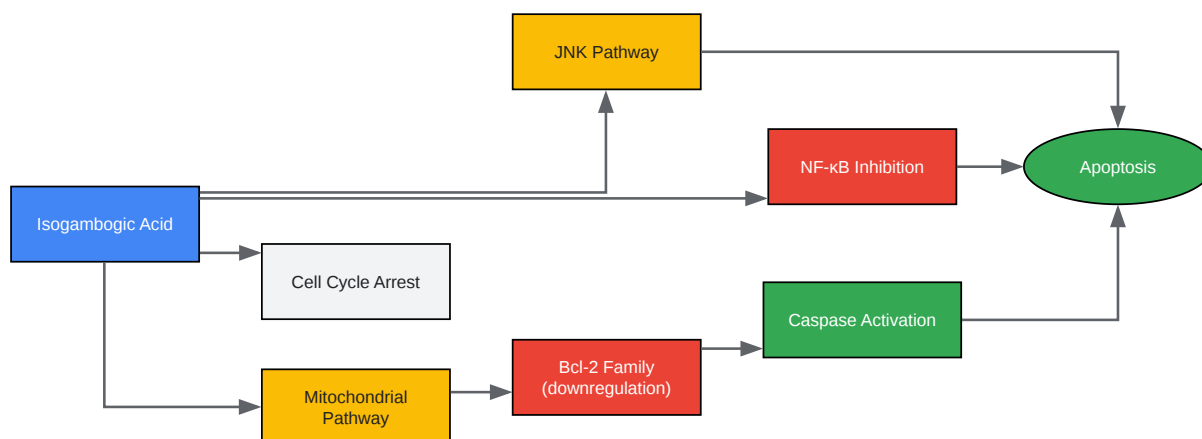 JNK Pathway
NF-κB Inhibition
Apoptosis
Isogambogic Acid
Cell Cycle Arrest
Caspase Activation
Bcl-2 Family
(downregulation)
Mitochondrial
Pathway